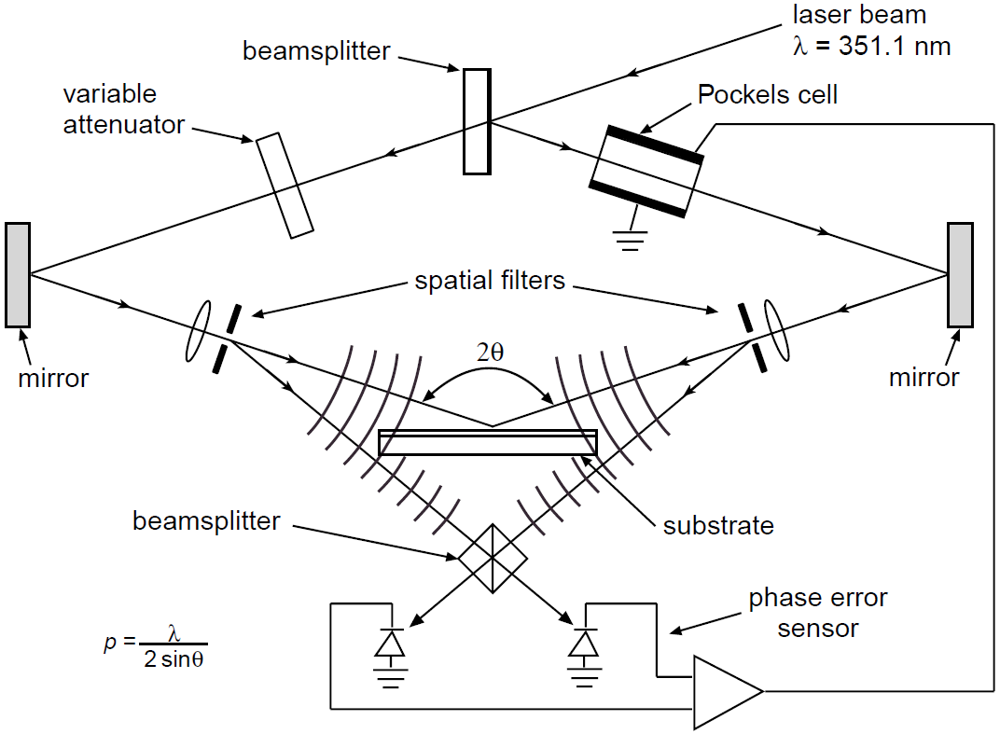 laser beam
λ = 351.1 nm
beamsplitter
Pockels cell
variable
attenuator
spatial filters
2θ
mirror
mirror
beamsplitter
substrate
phase error
sensor
p = λ / 2 sinθ